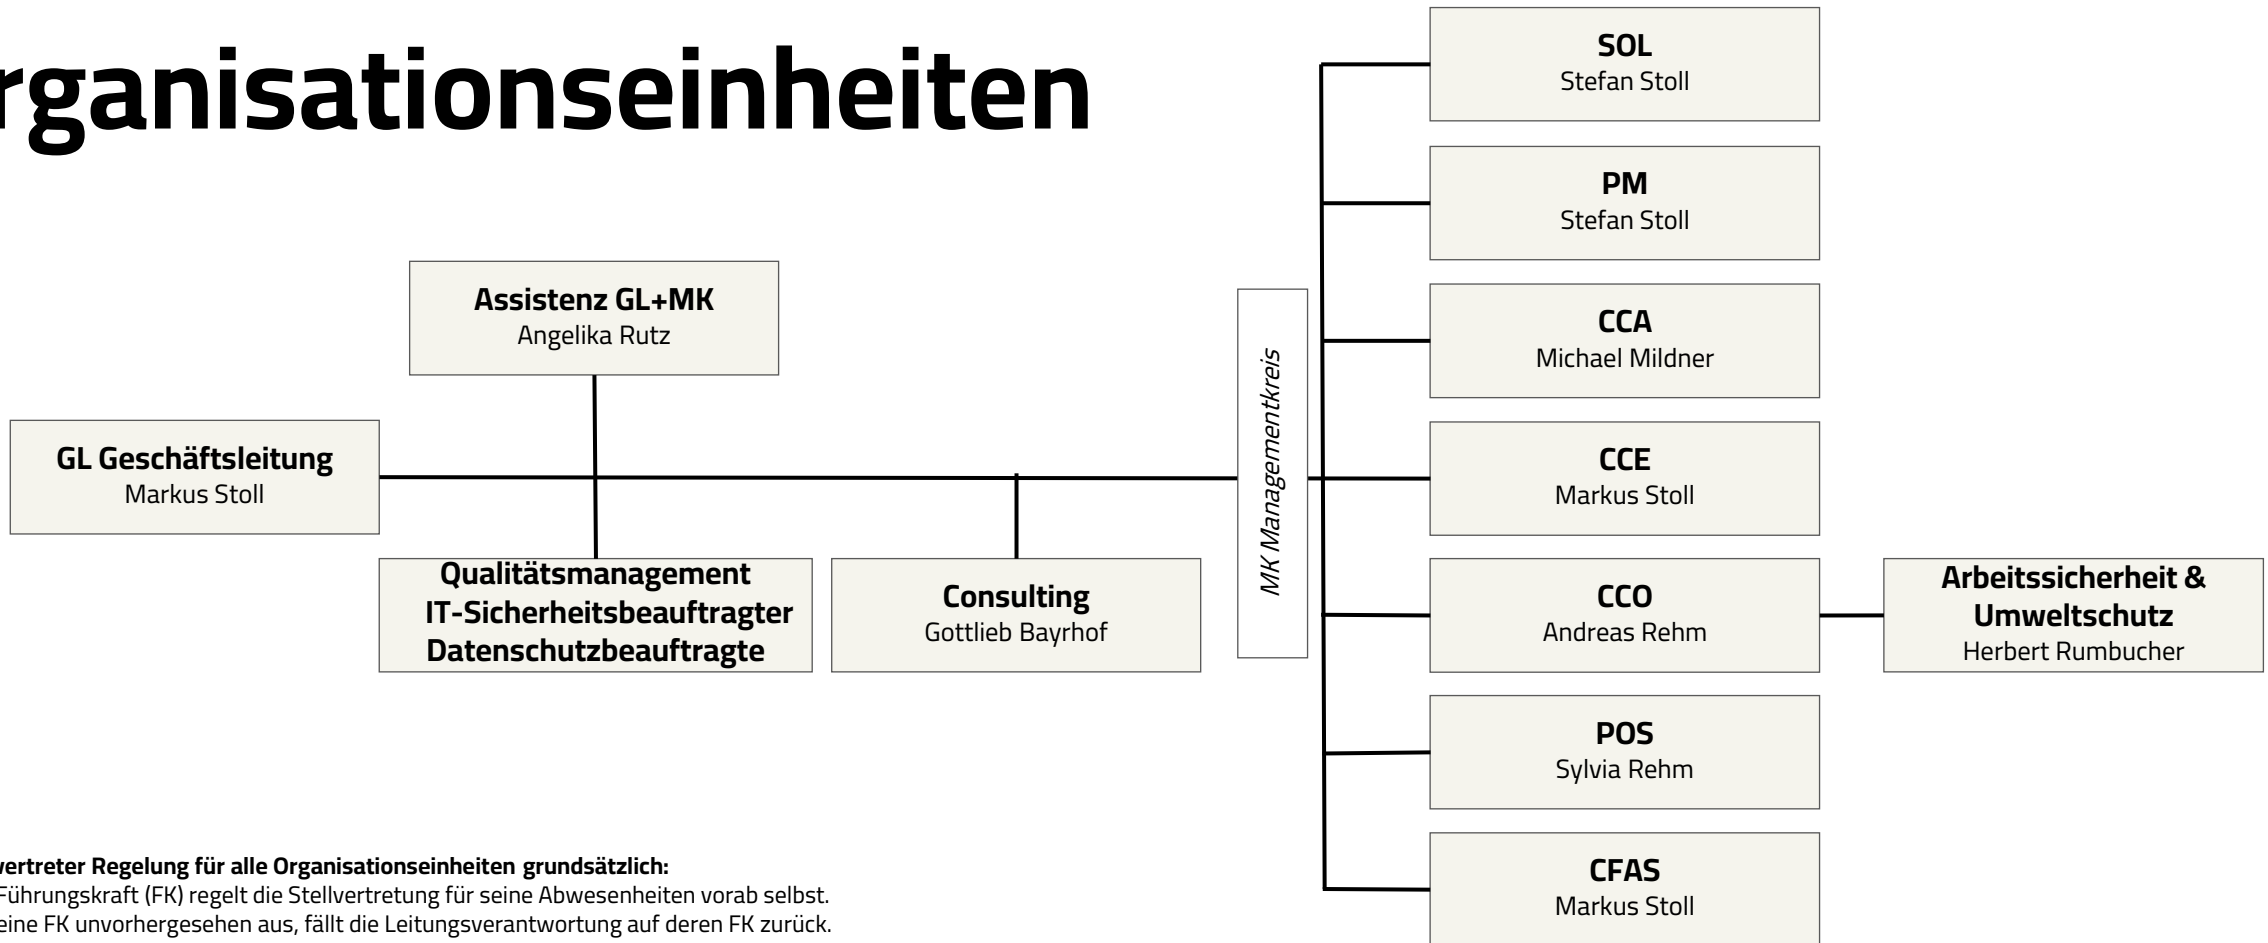 rganisationseinheiten
SOL
Stefan Stoll
PM
Stefan Stoll
Assistenz GL+MK
Angelika Rutz
CCA
Michael Mildner
GL Geschäftsleitung
Markus Stoll
MK Managementkreis
CCE
Markus Stoll
Qualitätsmanagement
IT-Sicherheitsbeauftragter
Datenschutzbeauftragte
Consulting
Gottlieb Bayrhof
CCO
Andreas Rehm
Arbeitssicherheit &
Umweltschutz
Herbert Rumbucher
POS
Sylvia Rehm
CFAS
Markus Stoll
vertreter Regelung für alle Organisationseinheiten grundsätzlich:
Führungskraft (FK) regelt die Stellvertretung für seine Abwesenheiten vorab selbst.
eine FK unvorhergesehen aus, fällt die Leitungsverantwortung auf deren FK zurück.